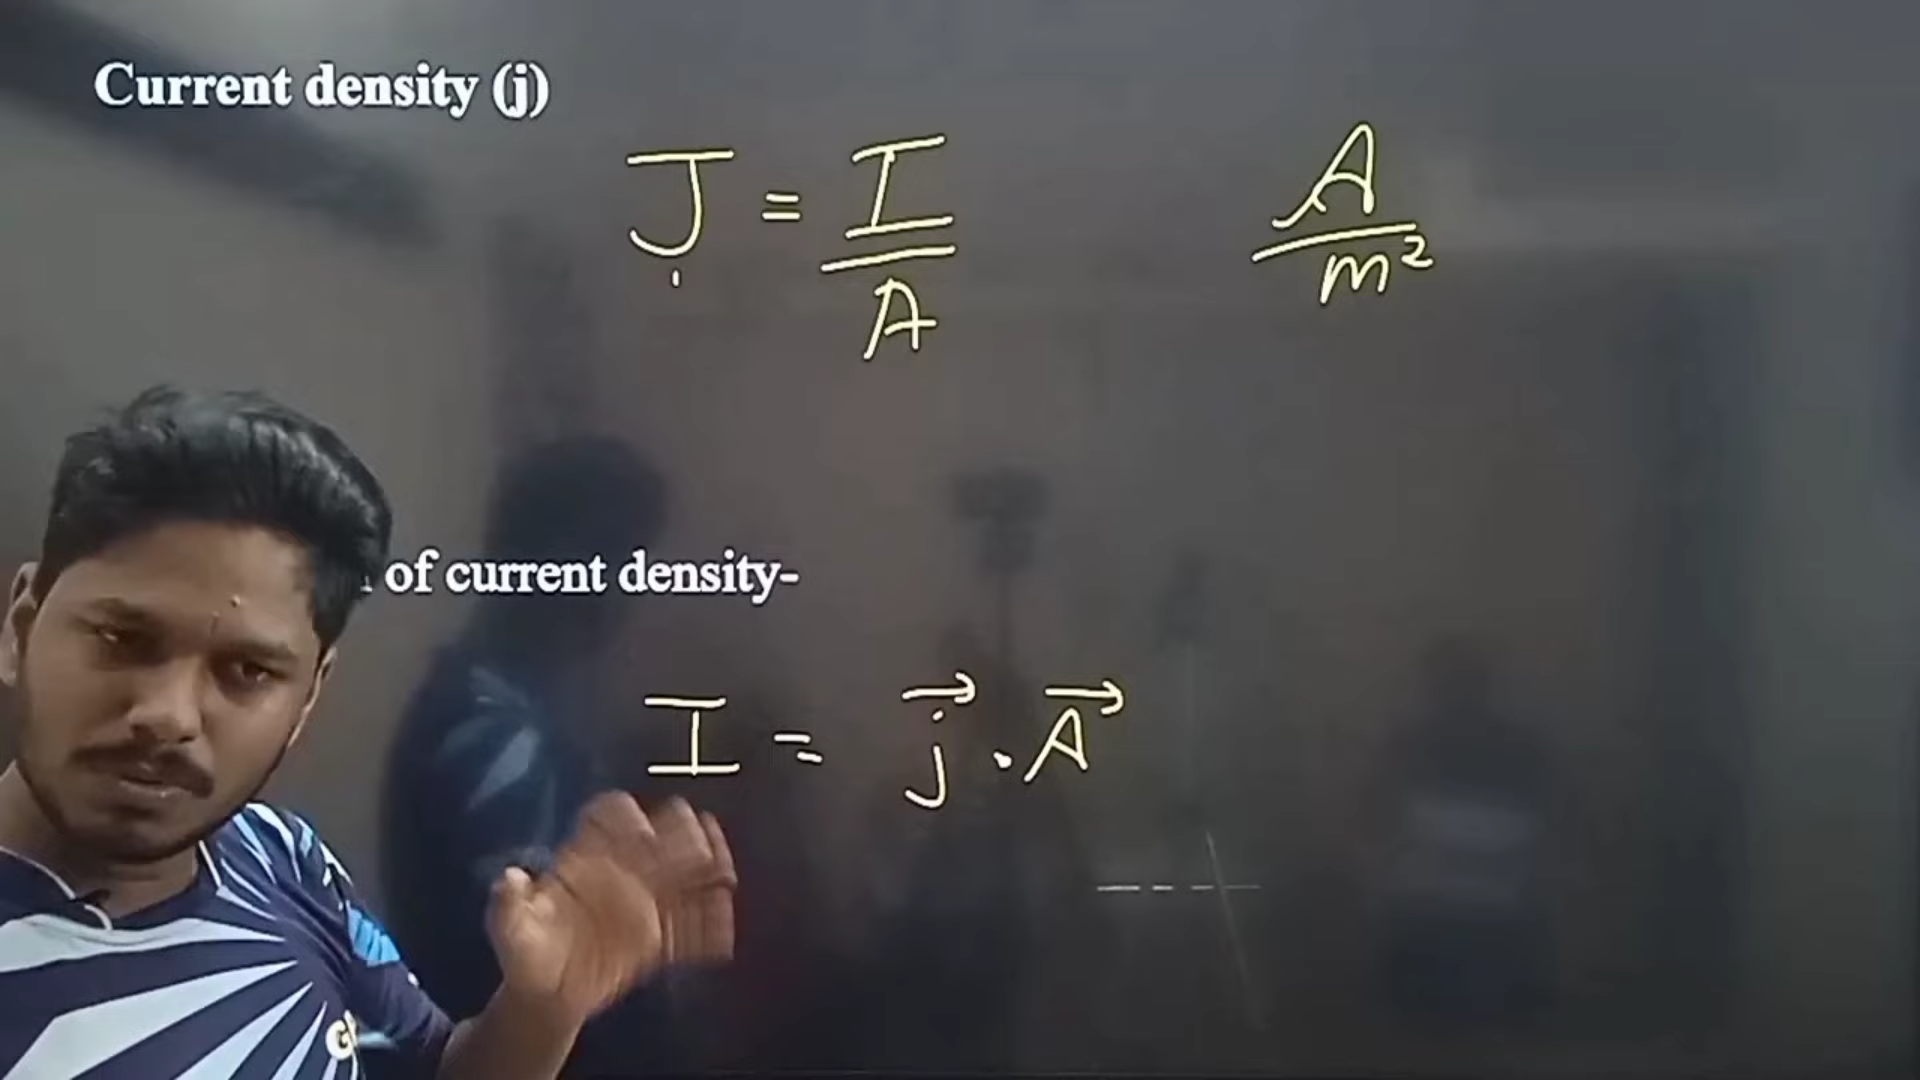 Current density (j)
J = I/A
A/m²
of current density-
I = j⃗ . A⃗